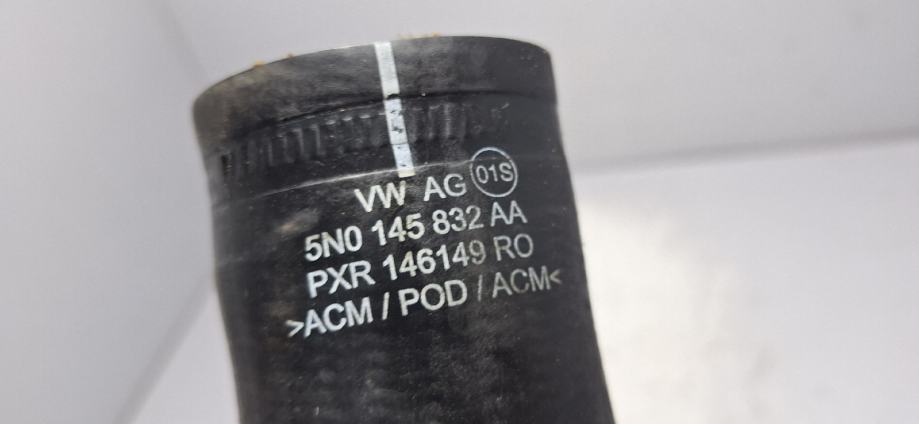 VW AG 01S
5N0 145 832 AA
PXR 146149 RO
>ACM / POD / ACM<